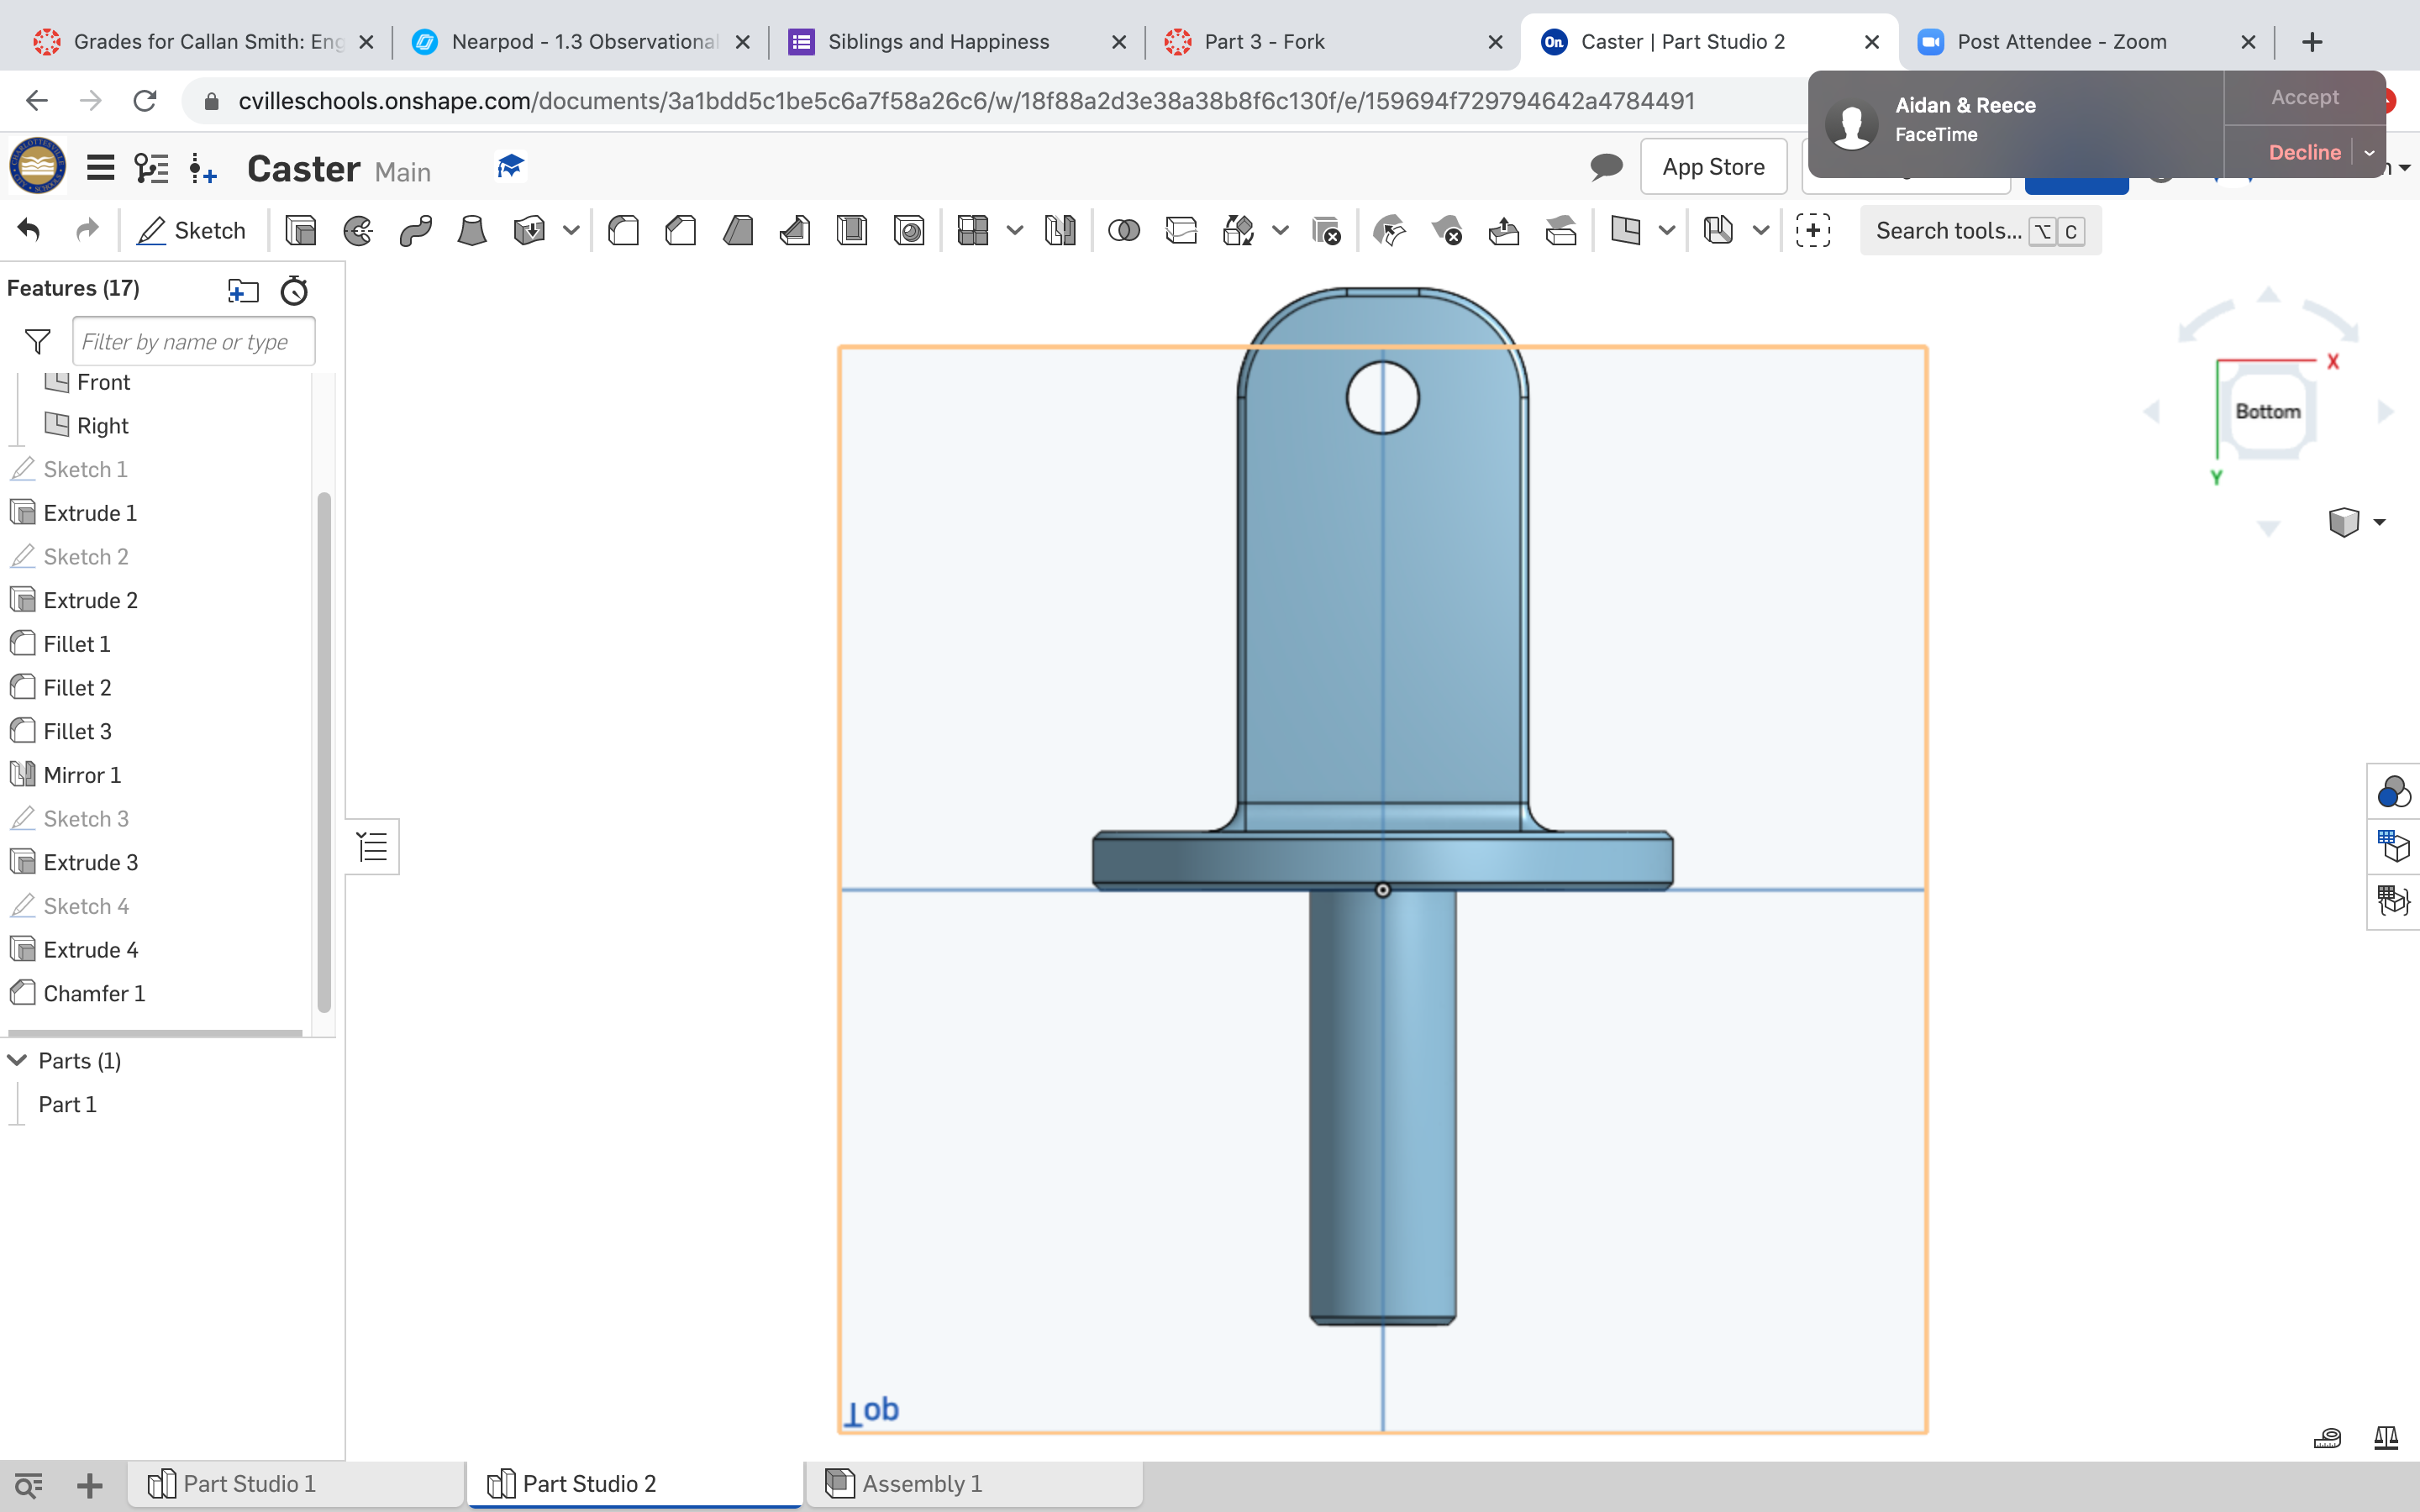 Grades for Callan Smith: Eng
Nearpod - 1.3 Observational
Siblings and Happiness
Part 3 - Fork
On Caster | Part Studio 2
Post Attendee - Zoom
cvilleschools.onshape.com/documents/3a1bdd5c1be5c6a7f58a26c6/w/18f88a2d3e38a38b8f6c130f/e/159694f729794642a4784491
Aidan & Reece
FaceTime
Accept
Decline
Caster Main
App Store
Sketch
Search tools... ⌥ C
Features (17)
Filter by name or type
Front
Right
Sketch 1
Extrude 1
Sketch 2
Extrude 2
Fillet 1
Fillet 2
Fillet 3
Mirror 1
Sketch 3
Extrude 3
Sketch 4
Extrude 4
Chamfer 1
Parts (1)
Part 1
X
Bottom
Y
Top
Part Studio 1
Part Studio 2
Assembly 1